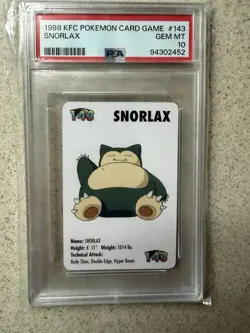 1998 KFC POKEMON CARD GAME #143
SNORLAX GEM MT
PSA 10
94302452
143 SNORLAX
Name: SNORLAX
Height: 6' 11" Weight: 1014 lbs.
Technical Attack:
Body Slam, Double-Edge, Hyper Beam
143